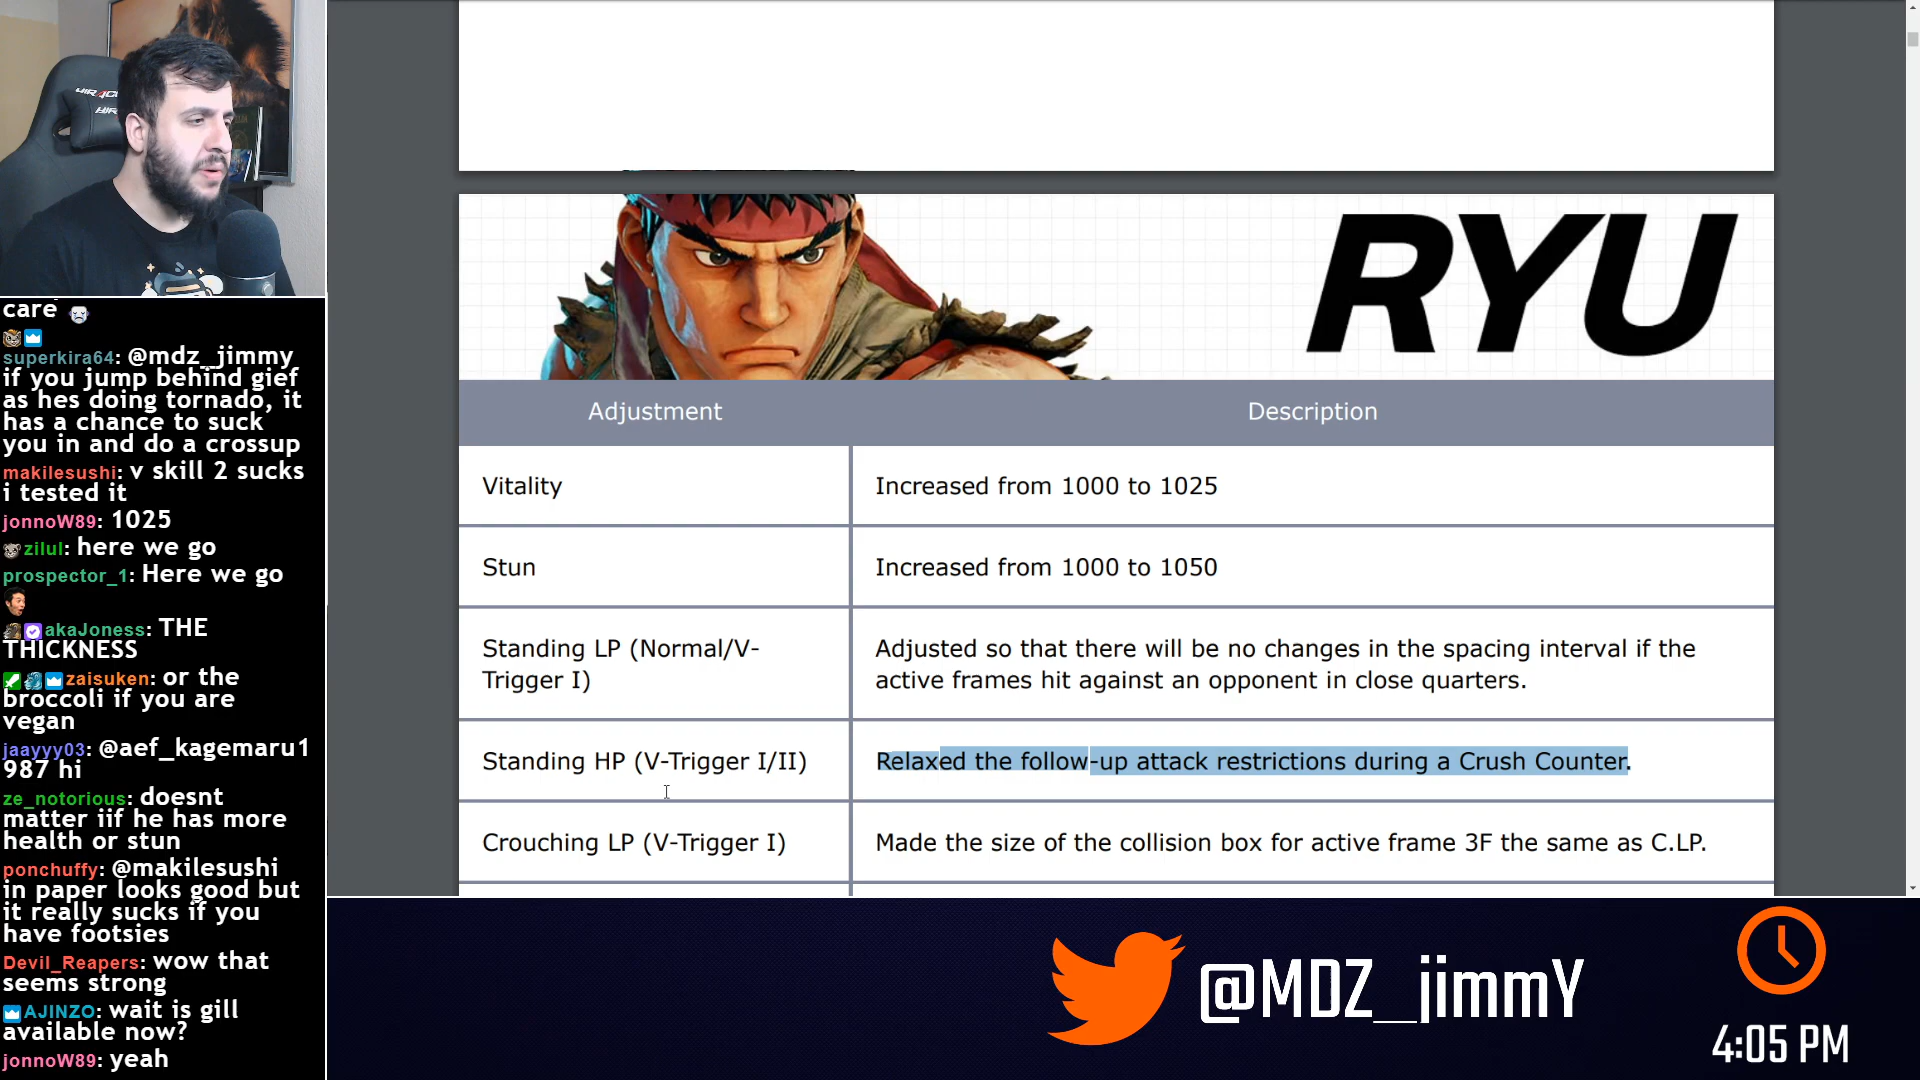 care
superkira64: @mdz_jimmy
if you jump behind gief
as hes doing tornado, it
has a chance to suck
you in and do a crossup
makilesushi: v skill 2 sucks
i tested it
jonnoW89: 1025
zilul: here we go
prospector_1: Here we go
akaJoness: THE
THICKNESS
zaisuken: or the
broccoli if you are
vegan
jaayyy03: @aef_kagemaru1
987 hi
ze_notorious: doesnt
matter iif he has more
health or stun
ponchuffy: @makilesushi
in paper looks good but
it really sucks if you
have footsies
Devil_Reapers: wow that
seems strong
AJINZO: wait is gill
available now?
jonnoW89: yeah
RYU
Adjustment Description
Vitality Increased from 1000 to 1025
Stun Increased from 1000 to 1050
Standing LP (Normal/V-
Trigger I)
Adjusted so that there will be no changes in the spacing interval if the
active frames hit against an opponent in close quarters.
Standing HP (V-Trigger I/II) Relaxed the follow-up attack restrictions during a Crush Counter.
Crouching LP (V-Trigger I) Made the size of the collision box for active frame 3F the same as C.LP.
@MDZ_jimmY
4:05 PM